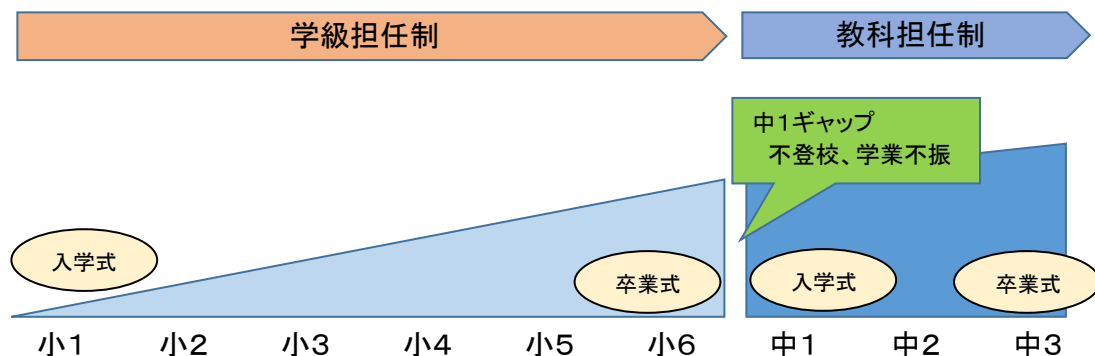 学級担任制
教科担任制
中1ギャップ
不登校、学業不振
入学式
卒業式
入学式
卒業式
小1
小2
小3
小4
小5
小6
中1
中2
中3